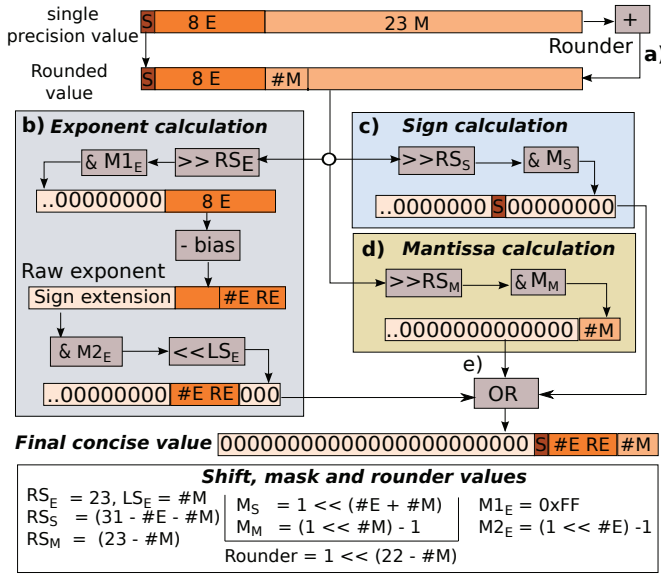 single precision value
S 8 E 23 M +
Rounder a)
Rounded value
S 8 E #M
b) Exponent calculation
& M1E >> RSE
..00000000 8 E
- bias
Raw exponent
Sign extension #E RE
& M2E <<LSE
..00000000 #E RE 000
c) Sign calculation
>>RSS & MS
..0000000 S 00000000
d) Mantissa calculation
>>RSM & MM
..0000000000000 #M
e)
OR
Final concise value 0000000000000000000000 S #E RE #M
Shift, mask and rounder values
RSE = 23, LSE = #M
RSS = (31 - #E - #M)
RSM = (23 - #M)
MS = 1 << (#E + #M)
MM = (1 << #M) - 1
M1E = 0xFF
M2E = (1 << #E) -1
Rounder = 1 << (22 - #M)